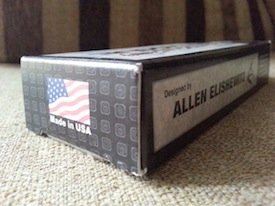 Made in USA
Designed by
ALLEN ELISHEWITZ